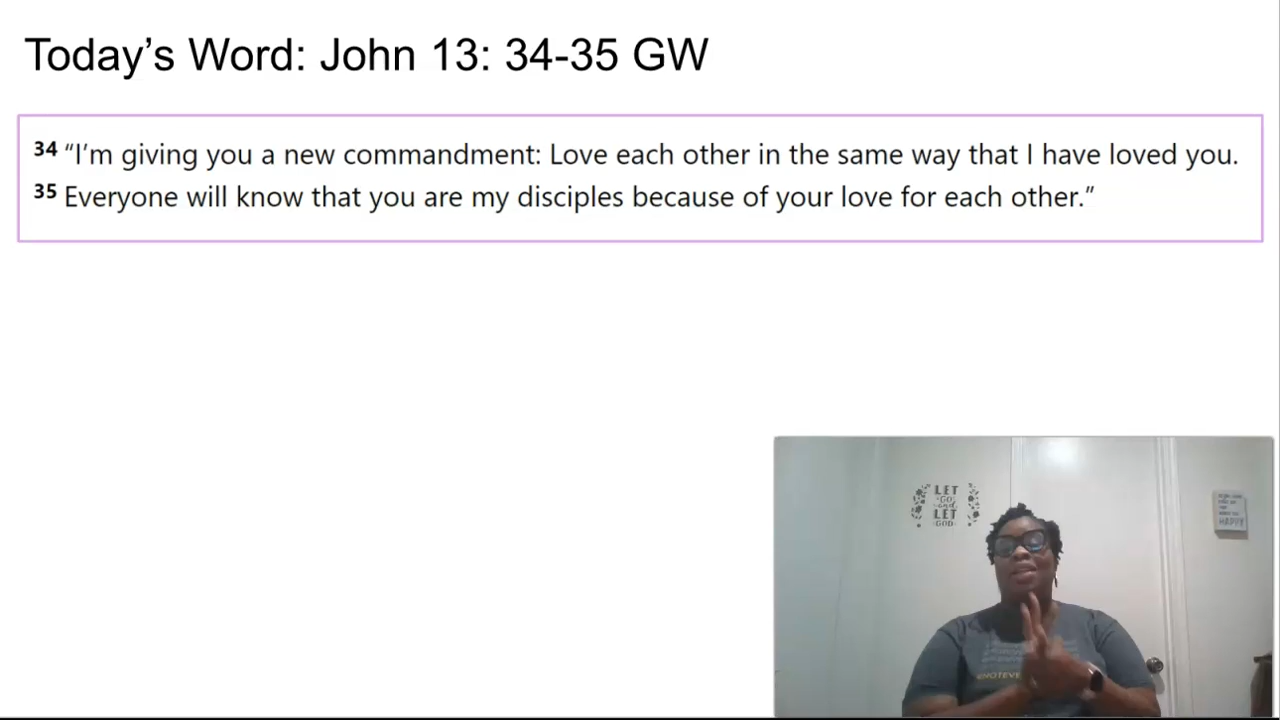 Today’s Word: John 13: 34-35 GW
34 “I’m giving you a new commandment: Love each other in the same way that I have loved you.
35 Everyone will know that you are my disciples because of your love for each other.”
LET
GO
and
LET
GOD
HAPPY